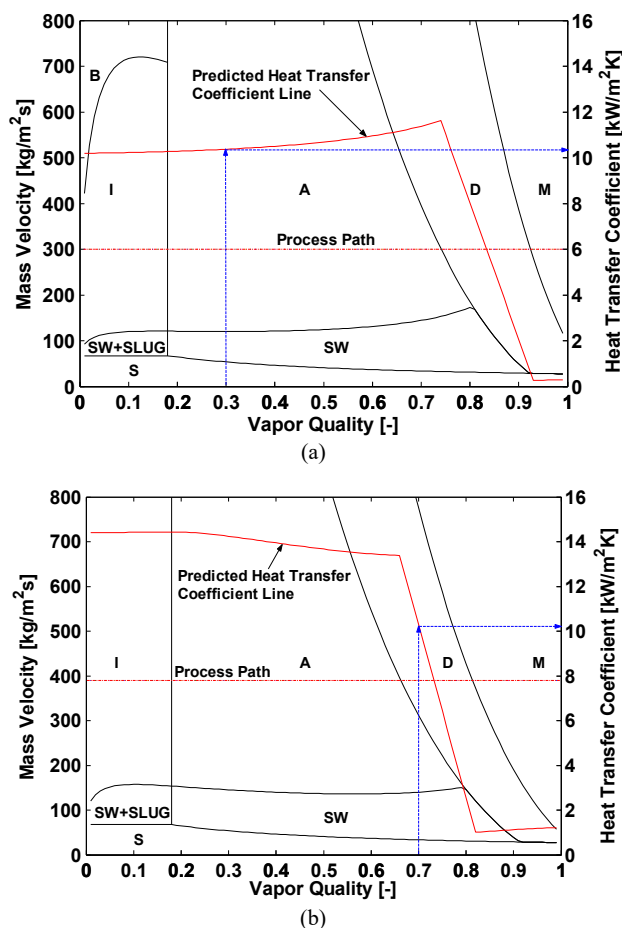 800
700
600
500
400
300
200
100
0
Mass Velocity [kg/m²s]
16
14
12
10
8
6
4
2
0
Heat Transfer Coefficient [kW/m²K]
B
Predicted Heat Transfer
Coefficient Line
I
A
D
M
Process Path
SW+SLUG
SW
S
0 0.1 0.2 0.3 0.4 0.5 0.6 0.7 0.8 0.9 1
Vapor Quality [-]
(a)
800
700
600
500
400
300
200
100
0
Mass Velocity [kg/m²s]
16
14
12
10
8
6
4
2
0
Heat Transfer Coefficient [kW/m²K]
Predicted Heat Transfer
Coefficient Line
I
A
D
M
Process Path
SW+SLUG
SW
S
0 0.1 0.2 0.3 0.4 0.5 0.6 0.7 0.8 0.9 1
Vapor Quality [-]
(b)